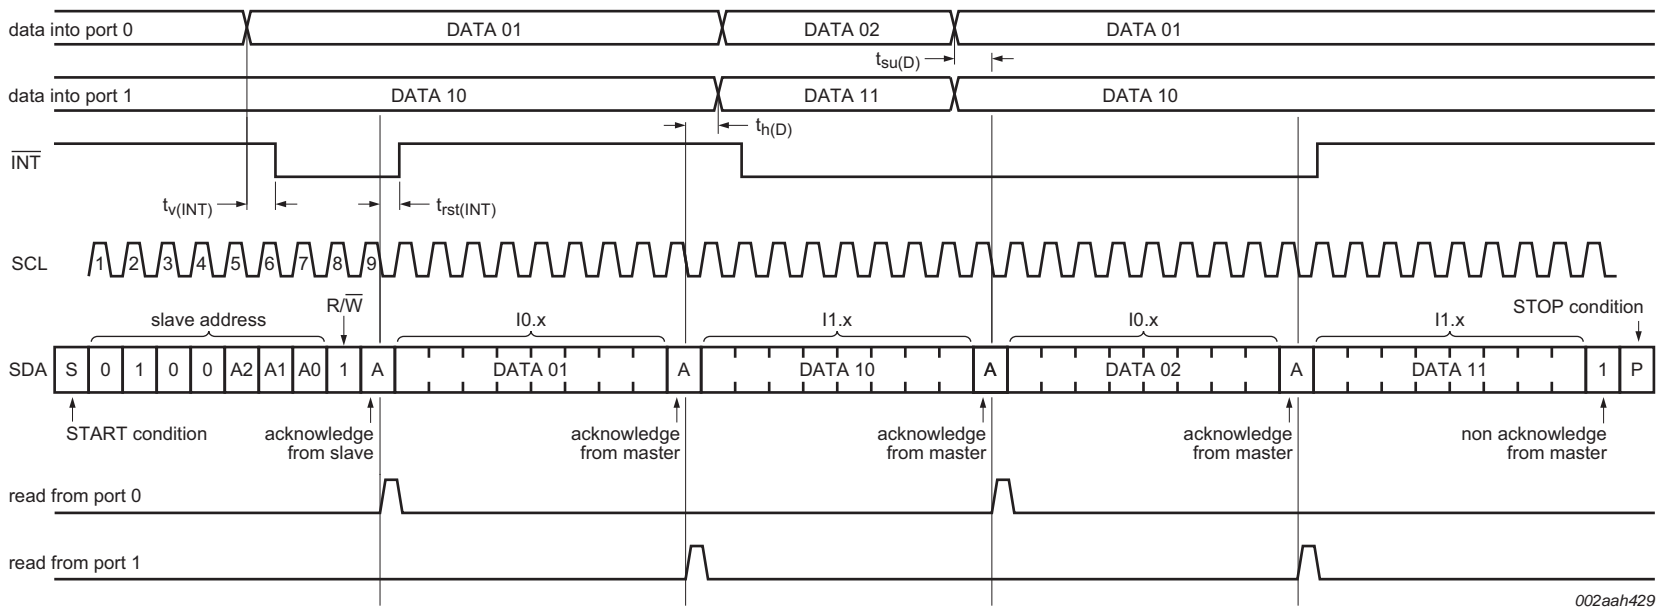 data into port 0
DATA 01
DATA 02
DATA 01
tsu(D)
data into port 1
DATA 10
DATA 11
DATA 10
th(D)
INT
tv(INT)
trst(INT)
SCL
1 2 3 4 5 6 7 8 9
R/W
STOP condition
slave address
I0.x
I1.x
I0.x
I1.x
SDA
S 0 1 0 0 A2 A1 A0 1 A DATA 01 A DATA 10 A DATA 02 A DATA 11 1 P
START condition
acknowledge
from slave
acknowledge
from master
acknowledge
from master
acknowledge
from master
non acknowledge
from master
read from port 0
read from port 1
002aah429